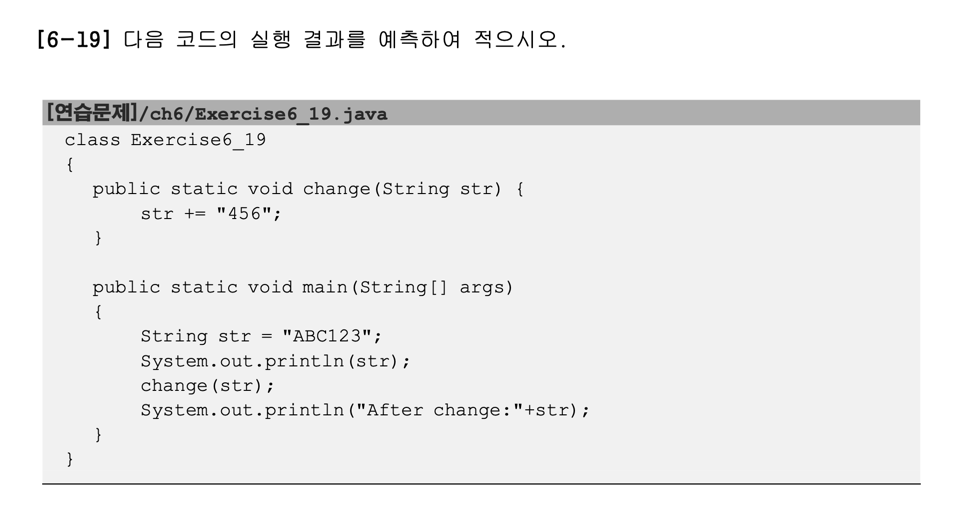 [6-19] 다음 코드의 실행 결과를 예측하여 적으시오.
[연습문제]/ch6/Exercise6_19.java
class Exercise6_19
{
public static void change(String str) {
str += "456";
}
public static void main(String[] args)
{
String str = "ABC123";
System.out.println(str);
change(str);
System.out.println("After change:"+str);
}
}